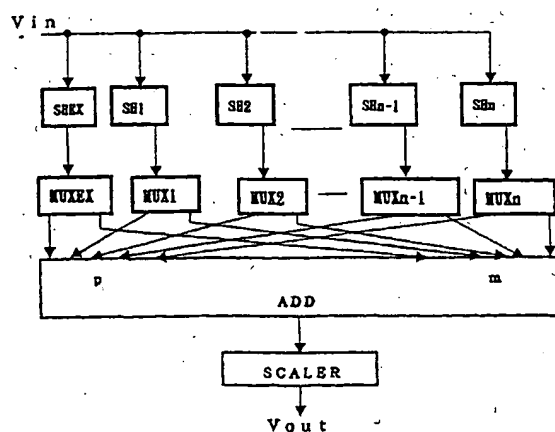 Vin
SHEX SH1 SH2 SHn-1 SHn
MUXEX MUX1 MUX2 MUXn-1 MUXn
p m
ADD
SCALER
Vout